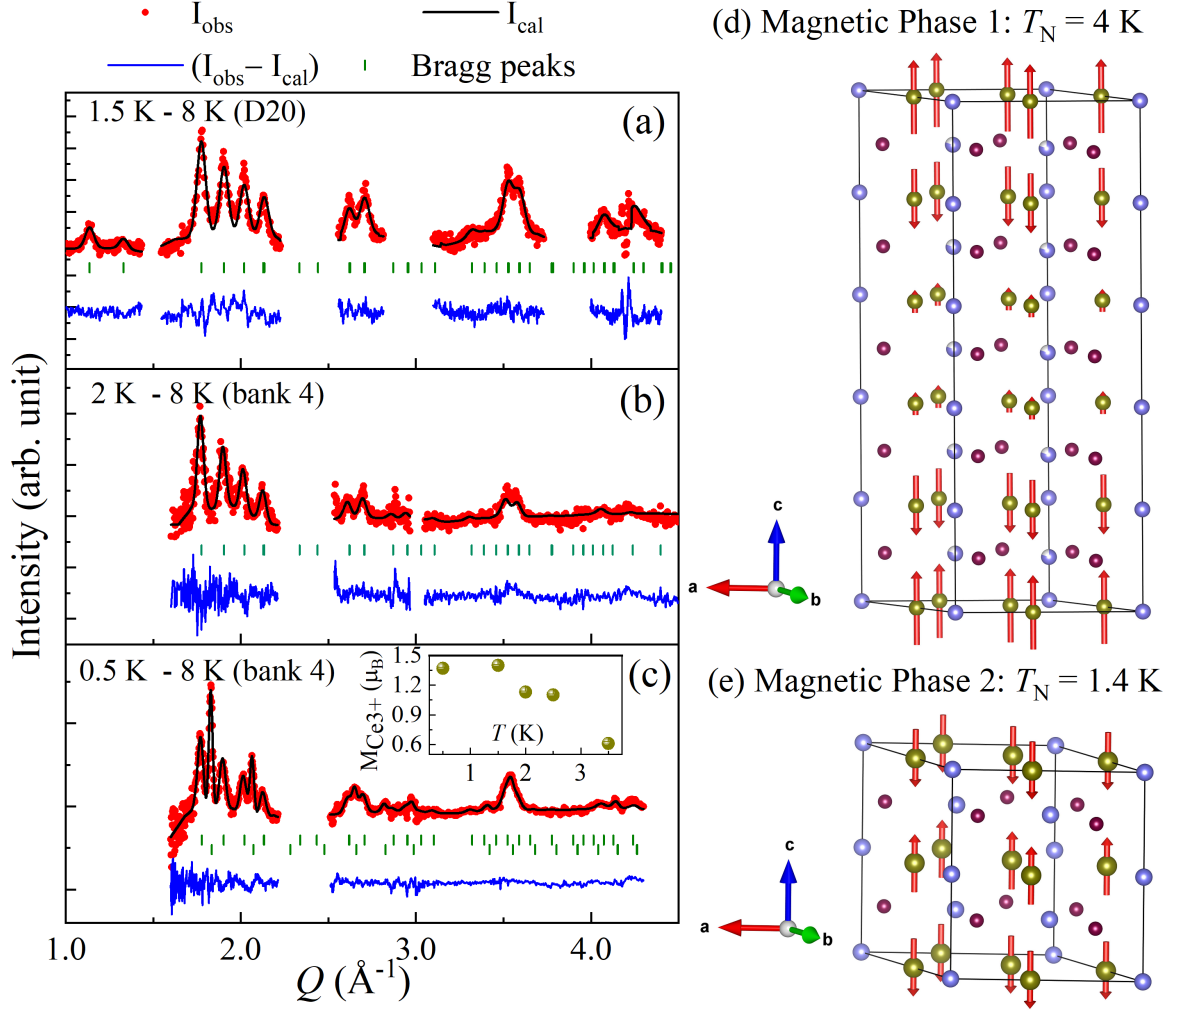 I_obs I_cal
(I_obs − I_cal) Bragg peaks
Intensity (arb. unit)
1.5 K - 8 K (D20) (a)
2 K - 8 K (bank 4) (b)
0.5 K - 8 K (bank 4) (c)
M_Ce3+ (μ_B)
1.5
1.2
0.9
0.6
T (K)
1 2 3
1.0 2.0 3.0 4.0
Q (Å⁻¹)
(d) Magnetic Phase 1: T_N = 4 K
c
a
b
(e) Magnetic Phase 2: T_N = 1.4 K
c
a
b